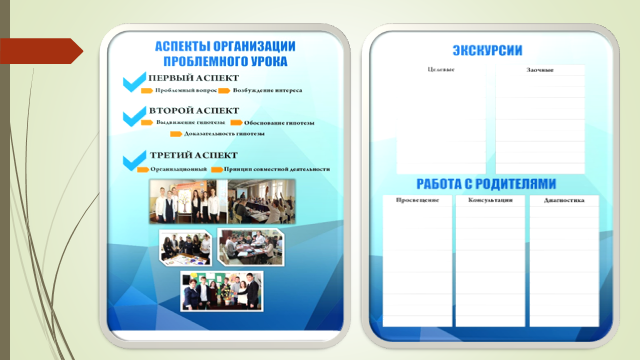 АСПЕКТЫ ОРГАНИЗАЦИИ
ПРОБЛЕМНОГО УРОКА
ПЕРВЫЙ АСПЕКТ
Проблемный вопрос Возбуждение интереса
ВТОРОЙ АСПЕКТ
Выдвижение гипотезы Обоснование гипотезы
Доказательность гипотезы
ТРЕТИЙ АСПЕКТ
Организационный Принцип совместной деятельности
ЭКСКУРСИИ
Целевые Заочные
РАБОТА С РОДИТЕЛЯМИ
Просвещение Консультации Диагностика